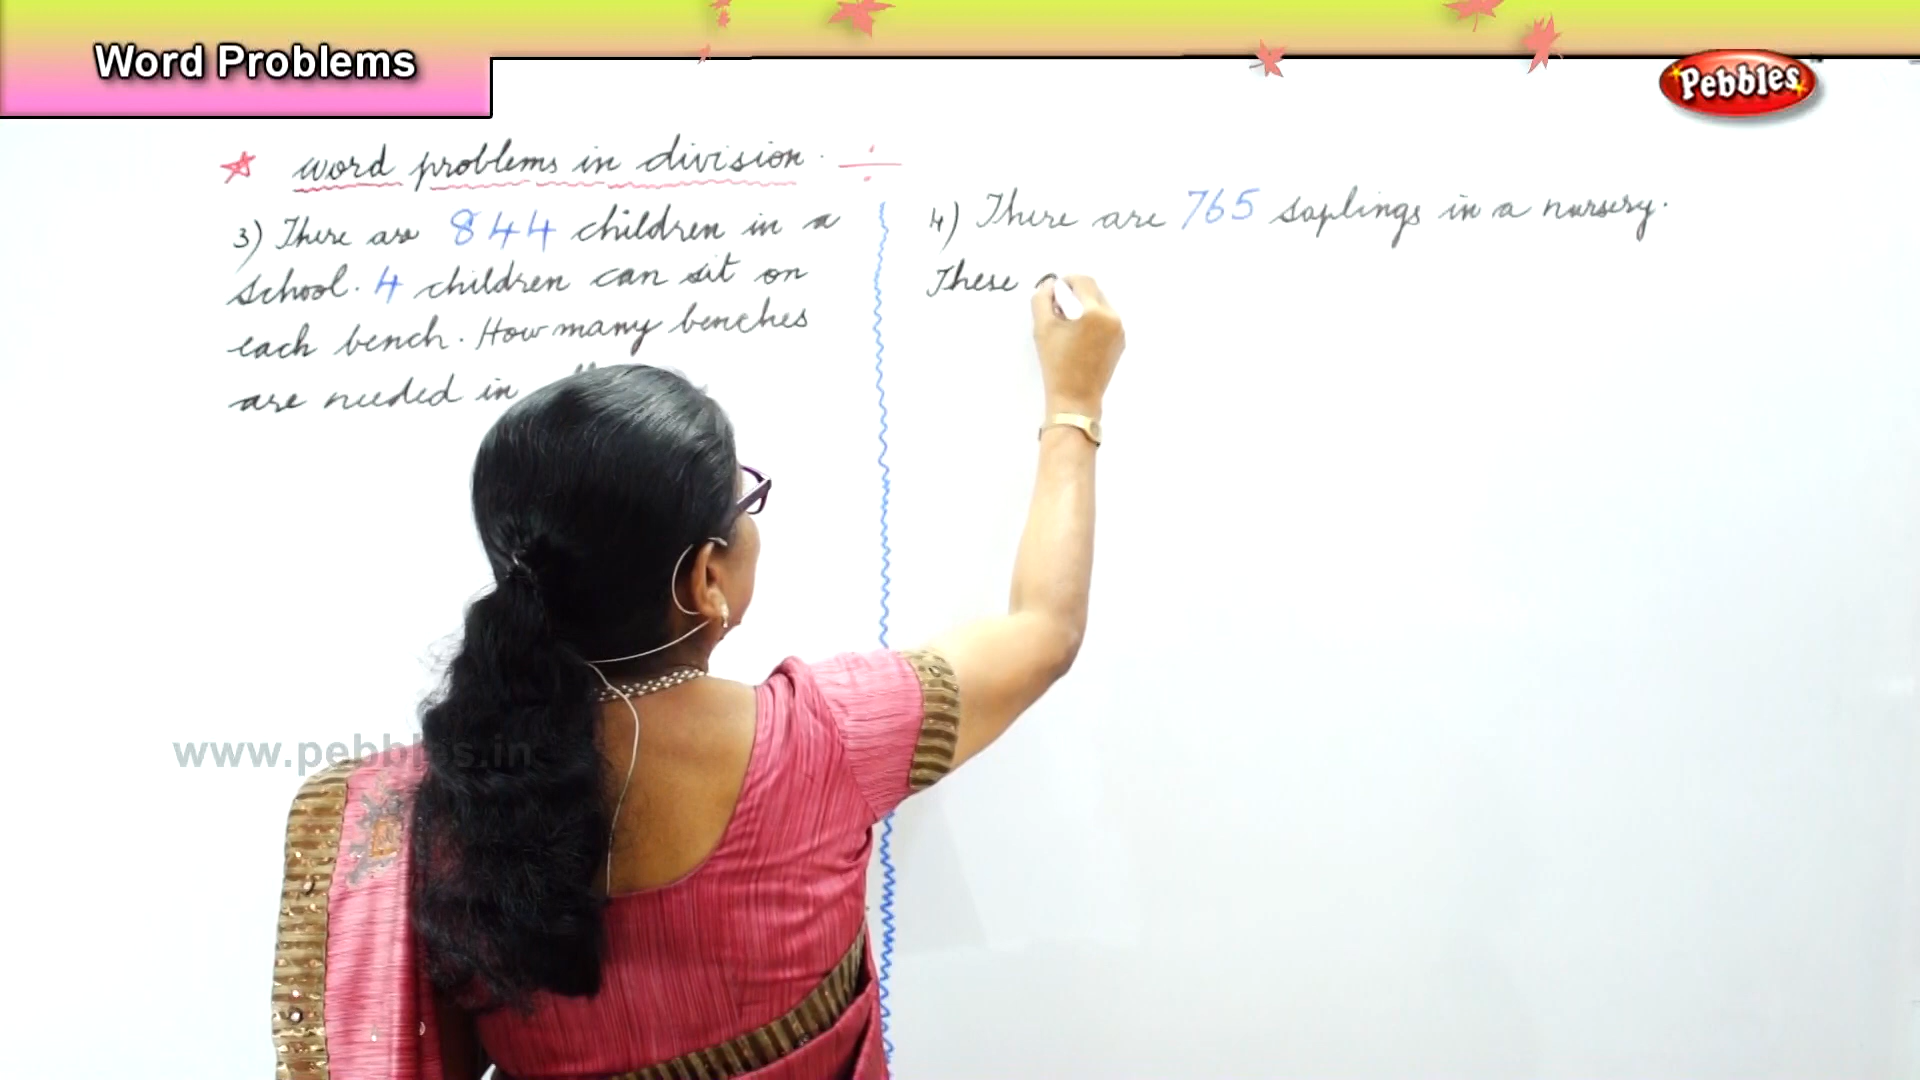 Word Problems
Pebbles
word problems in division. ÷
3) There are 844 children in a
school. 4 children can sit on
each bench. How many benches
are needed in
4) There are 765 saplings in a nursery.
These
www.pebbles.in